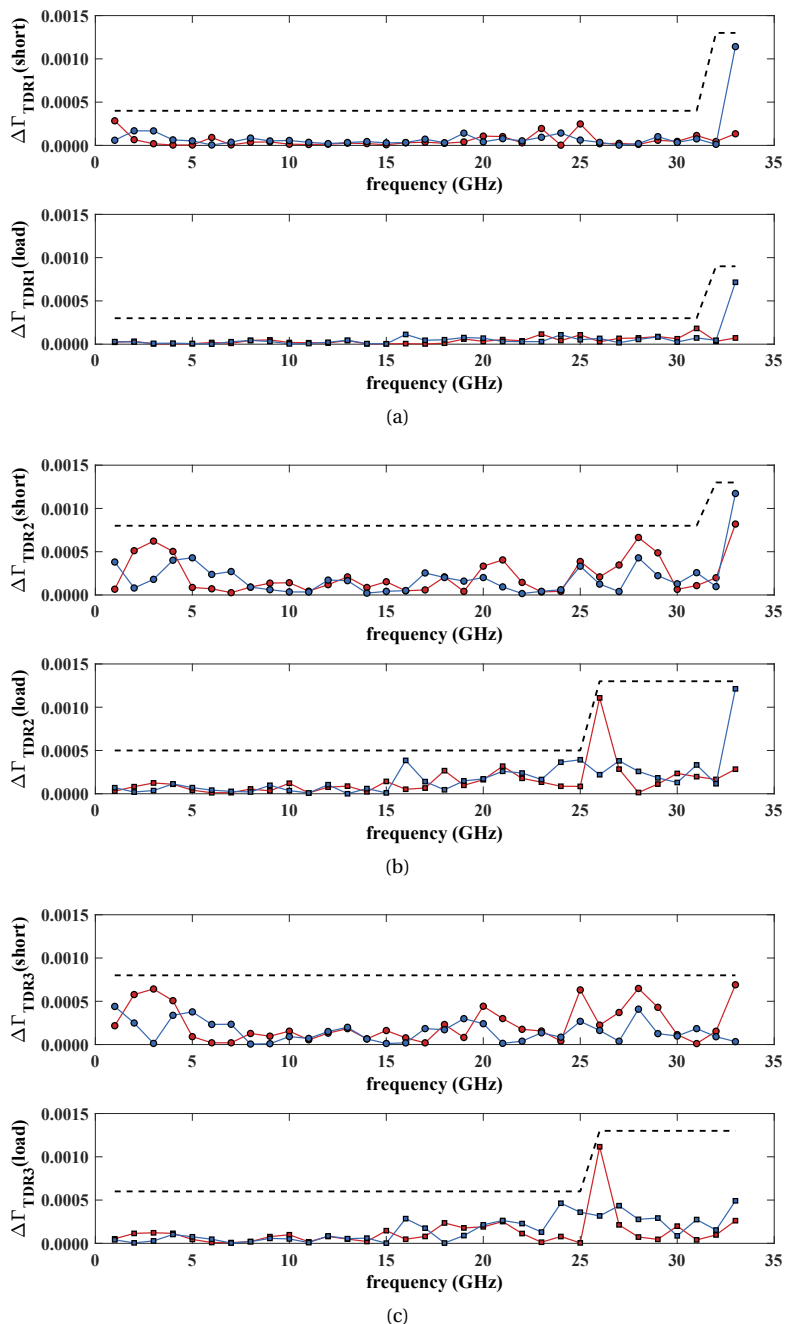 0.0015
0.0010
0.0005
0.0000
ΔΓTDR1(short)
0 5 10 15 20 25 30 35
frequency (GHz)
0.0015
0.0010
0.0005
0.0000
ΔΓTDR1(load)
0 5 10 15 20 25 30 35
frequency (GHz)
(a)
0.0015
0.0010
0.0005
0.0000
ΔΓTDR2(short)
0 5 10 15 20 25 30 35
frequency (GHz)
0.0015
0.0010
0.0005
0.0000
ΔΓTDR2(load)
0 5 10 15 20 25 30 35
frequency (GHz)
(b)
0.0015
0.0010
0.0005
0.0000
ΔΓTDR3(short)
0 5 10 15 20 25 30 35
frequency (GHz)
0.0015
0.0010
0.0005
0.0000
ΔΓTDR3(load)
0 5 10 15 20 25 30 35
frequency (GHz)
(c)